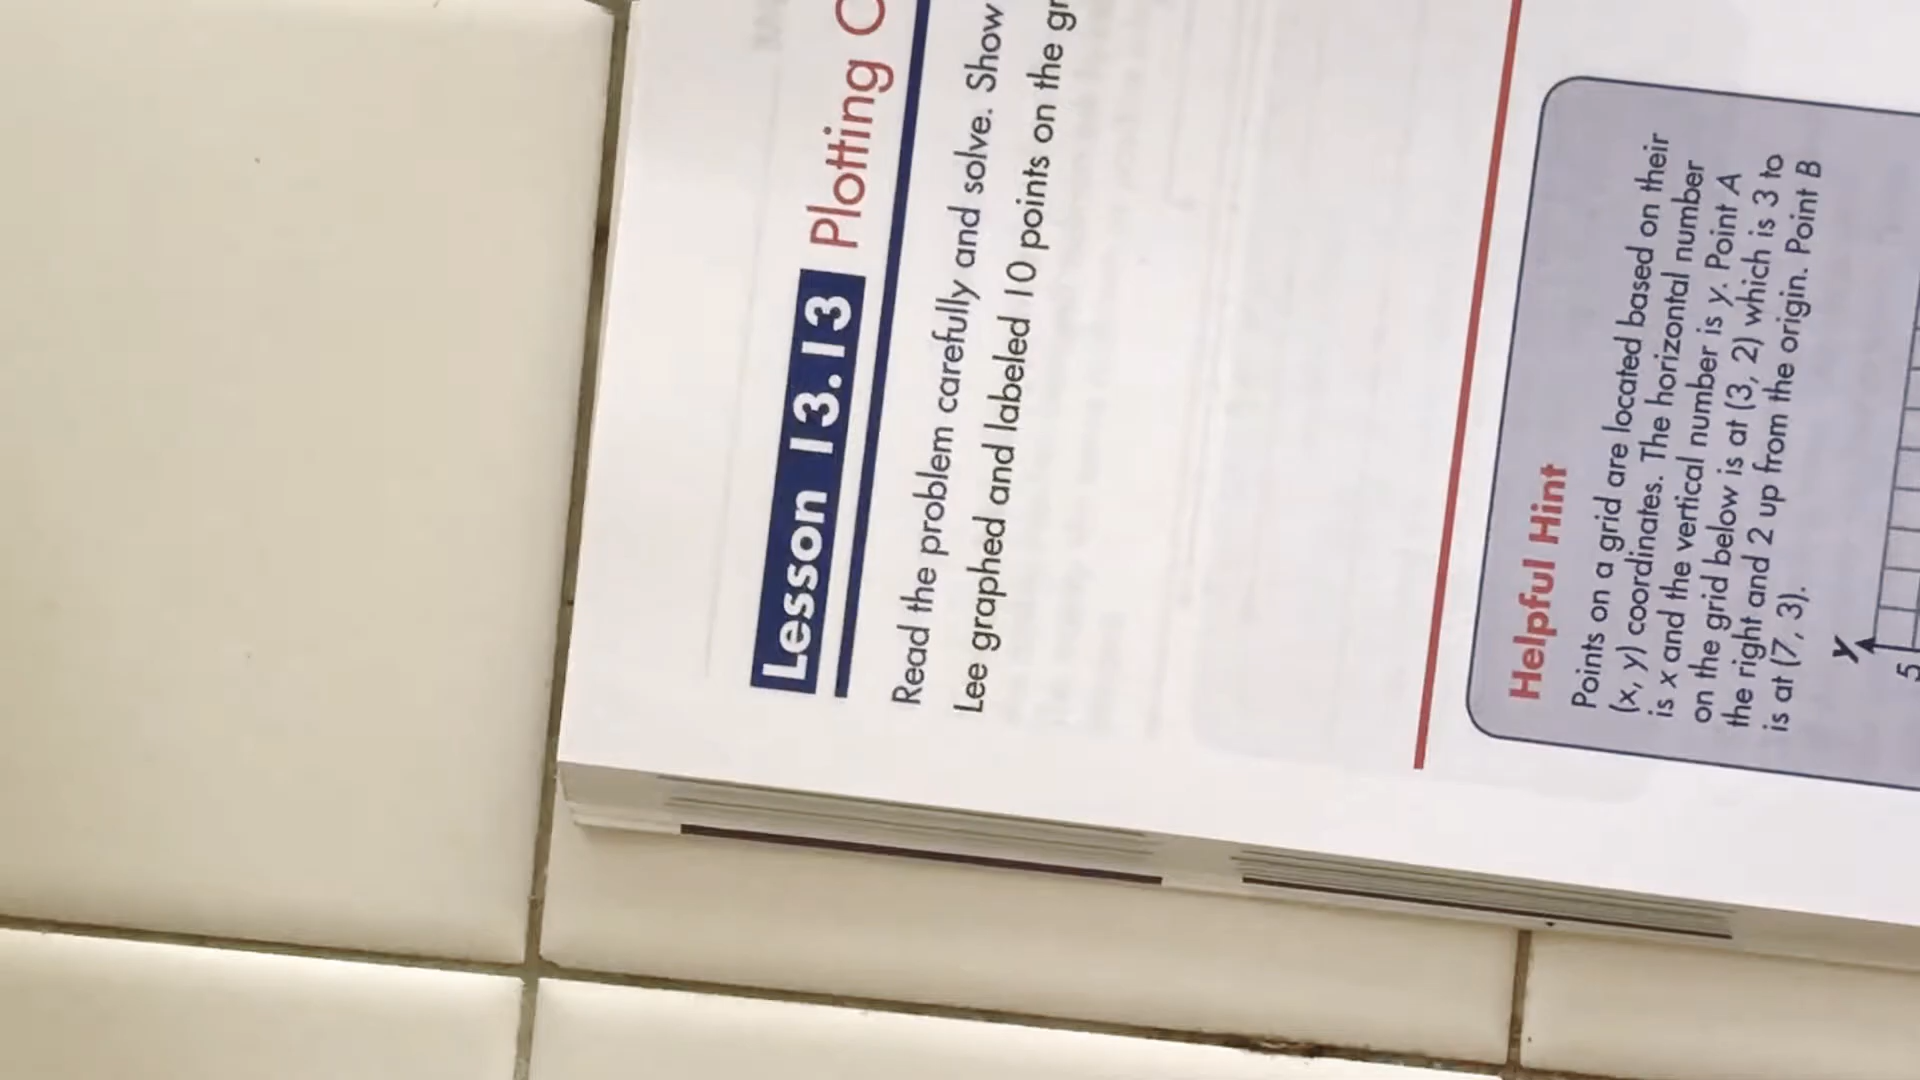 Lesson 13.13 Plotting
Read the problem carefully and solve. Show
Lee graphed and labeled 10 points on the
Helpful Hint
Points on a grid are located based on their
(x, y) coordinates. The horizontal number
is x and the vertical number is y. Point A
on the grid below is at (3, 2) which is 3 to
the right and 2 up from the origin. Point B
is at (7, 3).
y
5